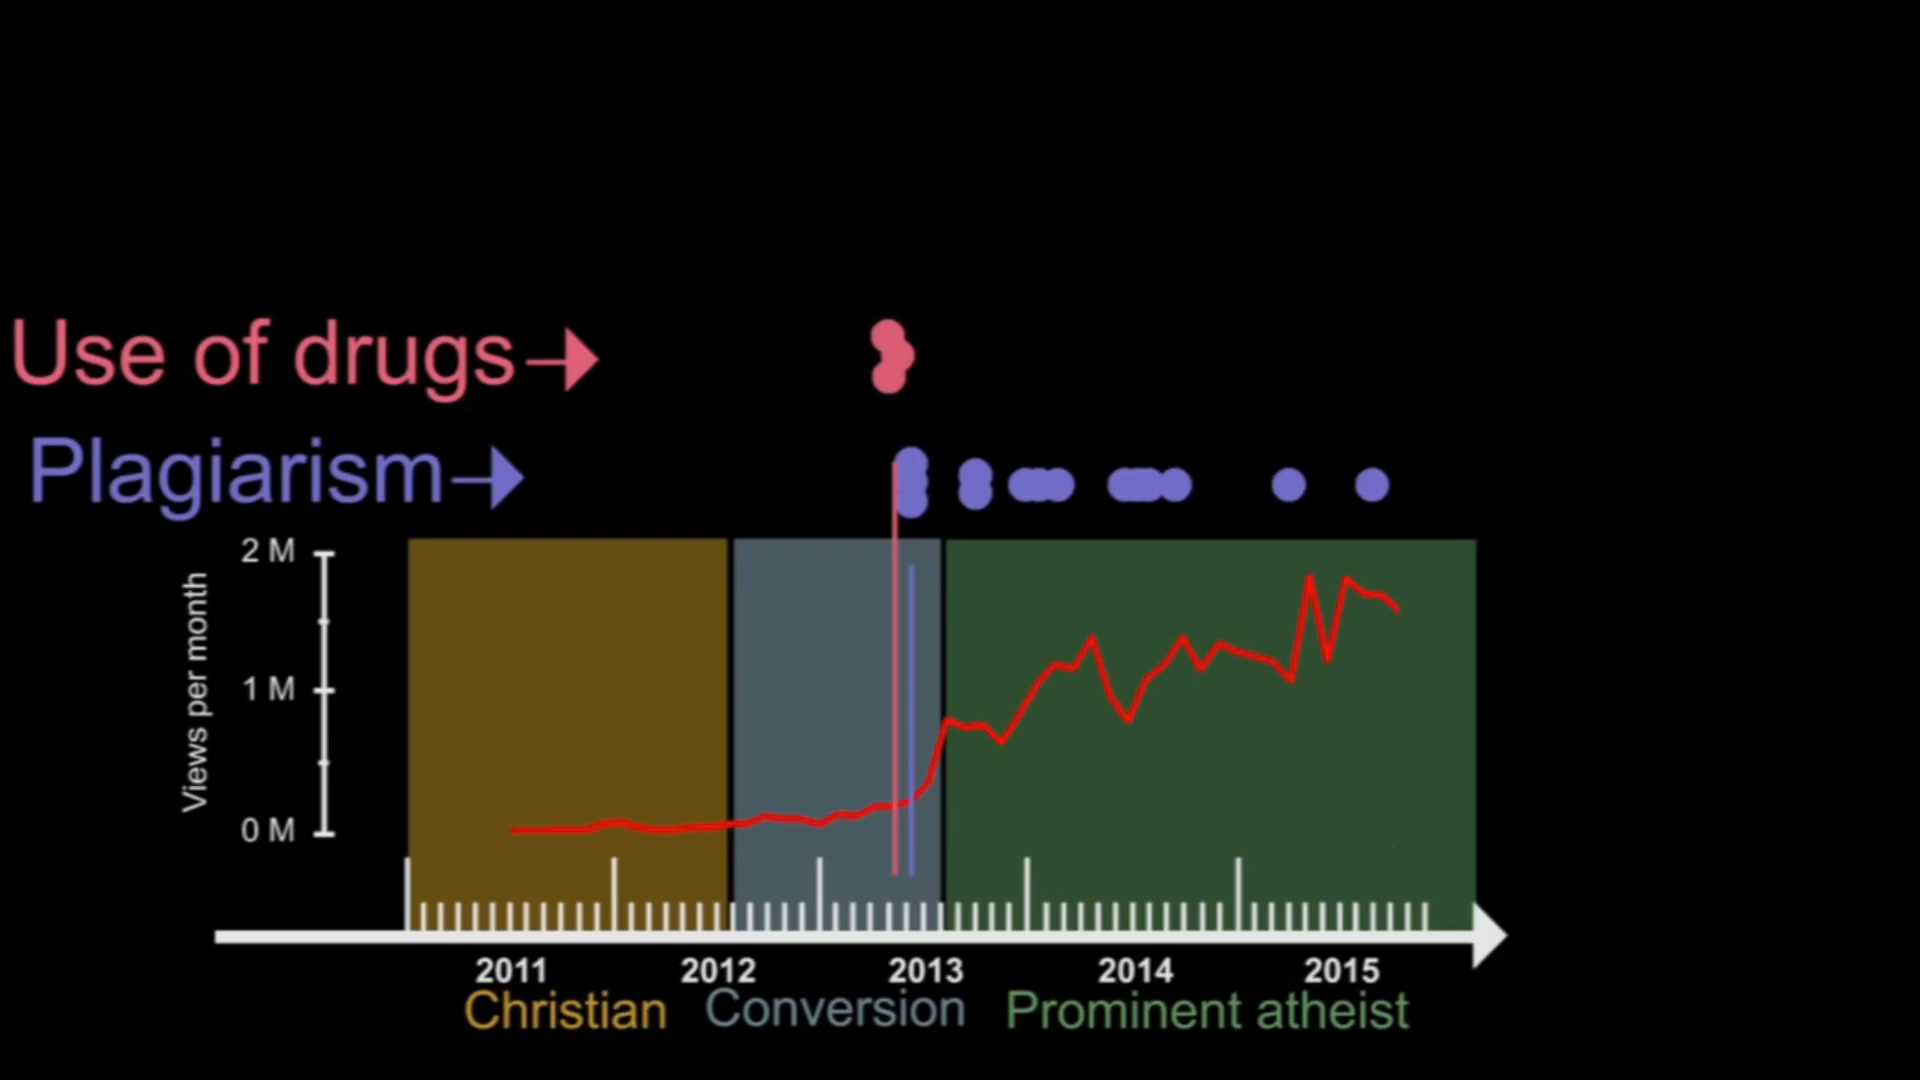 Use of drugs
Plagiarism
2 M
1 M
0 M
Views per month
2011 2012 2013 2014 2015
Christian Conversion Prominent atheist